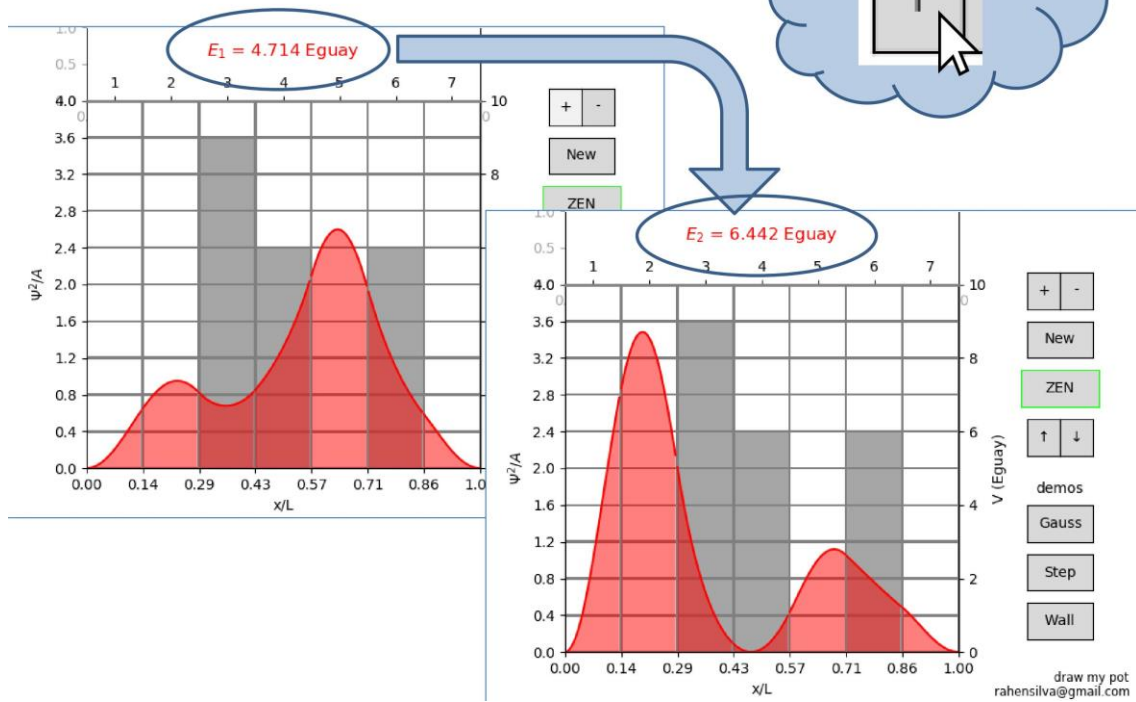 1.0
E₁ = 4.714 Eguay
0.5
1 2 3 4 5 6 7
4.0
3.6
3.2
2.8
2.4
2.0
1.6
1.2
0.8
0.4
0.0
Ψ²/A
10
8
0.00 0.14 0.29 0.43 0.57 0.71 0.86 1.0
x/L
+ -
New
ZEN
1.0
E₂ = 6.442 Eguay
0.5
1 2 3 4 5 6 7
4.0
3.6
3.2
2.8
2.4
2.0
1.6
1.2
0.8
0.4
0.0
Ψ²/A
10
8
6
4
2
0
V (Eguay)
0.00 0.14 0.29 0.43 0.57 0.71 0.86 1.00
x/L
+ -
New
ZEN
↑ ↓
demos
Gauss
Step
Wall
draw my pot
rahensilva@gmail.com